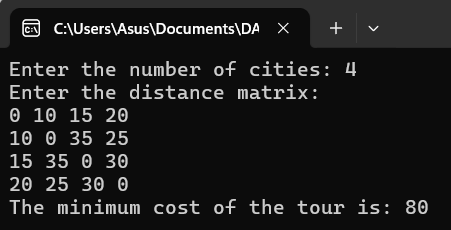 C:\Users\Asus\Documents\DA
Enter the number of cities: 4
Enter the distance matrix:
0 10 15 20
10 0 35 25
15 35 0 30
20 25 30 0
The minimum cost of the tour is: 80